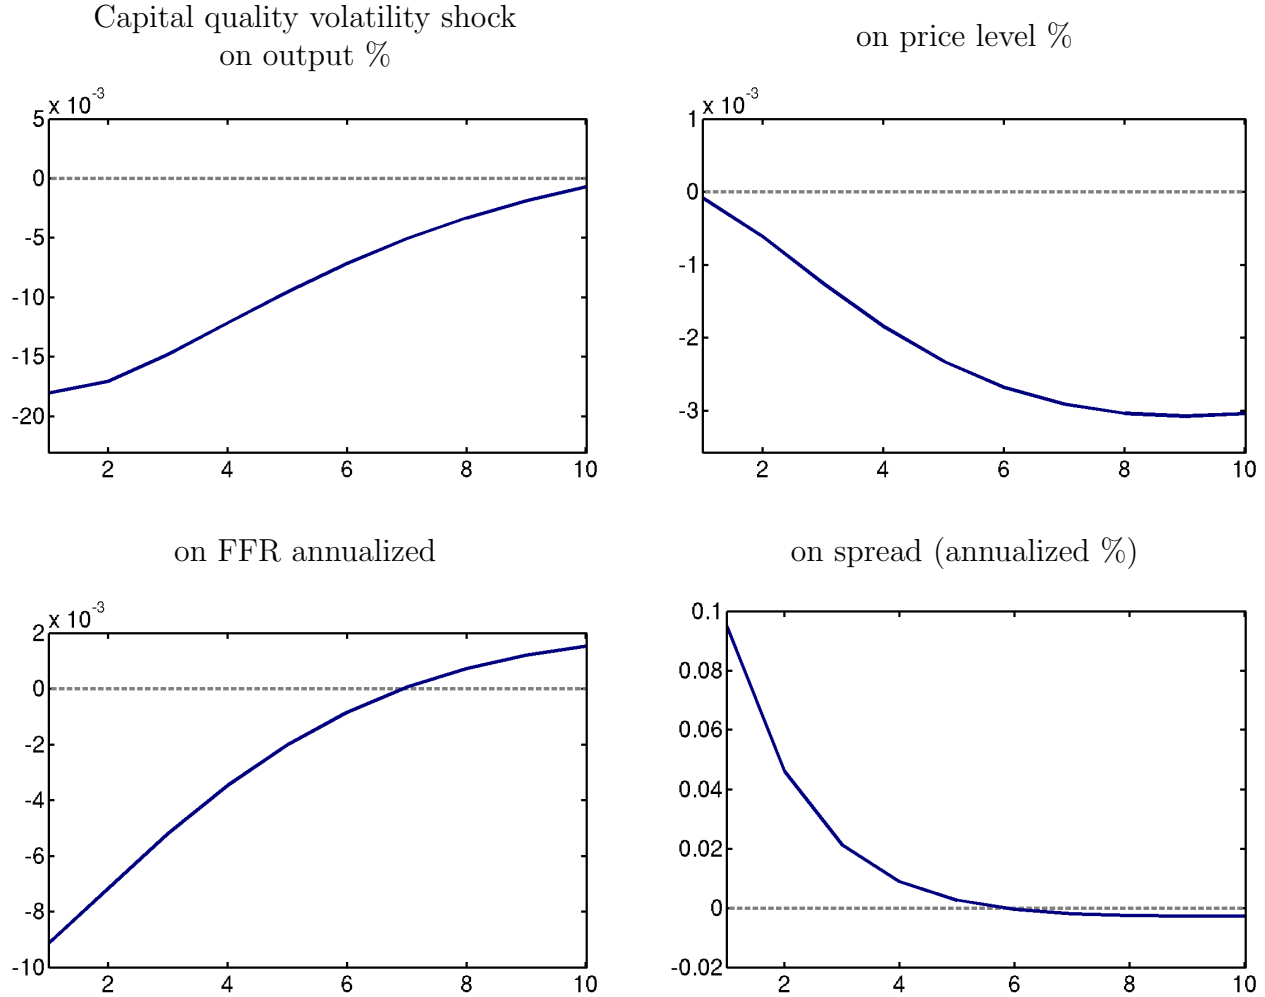 Capital quality volatility shock
on output %
x 10-3
5
0
-5
-10
-15
-20
2 4 6 8 10
on price level %
x 10-3
1
0
-1
-2
-3
2 4 6 8 10
on FFR annualized
x 10-3
2
0
-2
-4
-6
-8
-10
2 4 6 8 10
on spread (annualized %)
0.1
0.08
0.06
0.04
0.02
0
-0.02
2 4 6 8 10